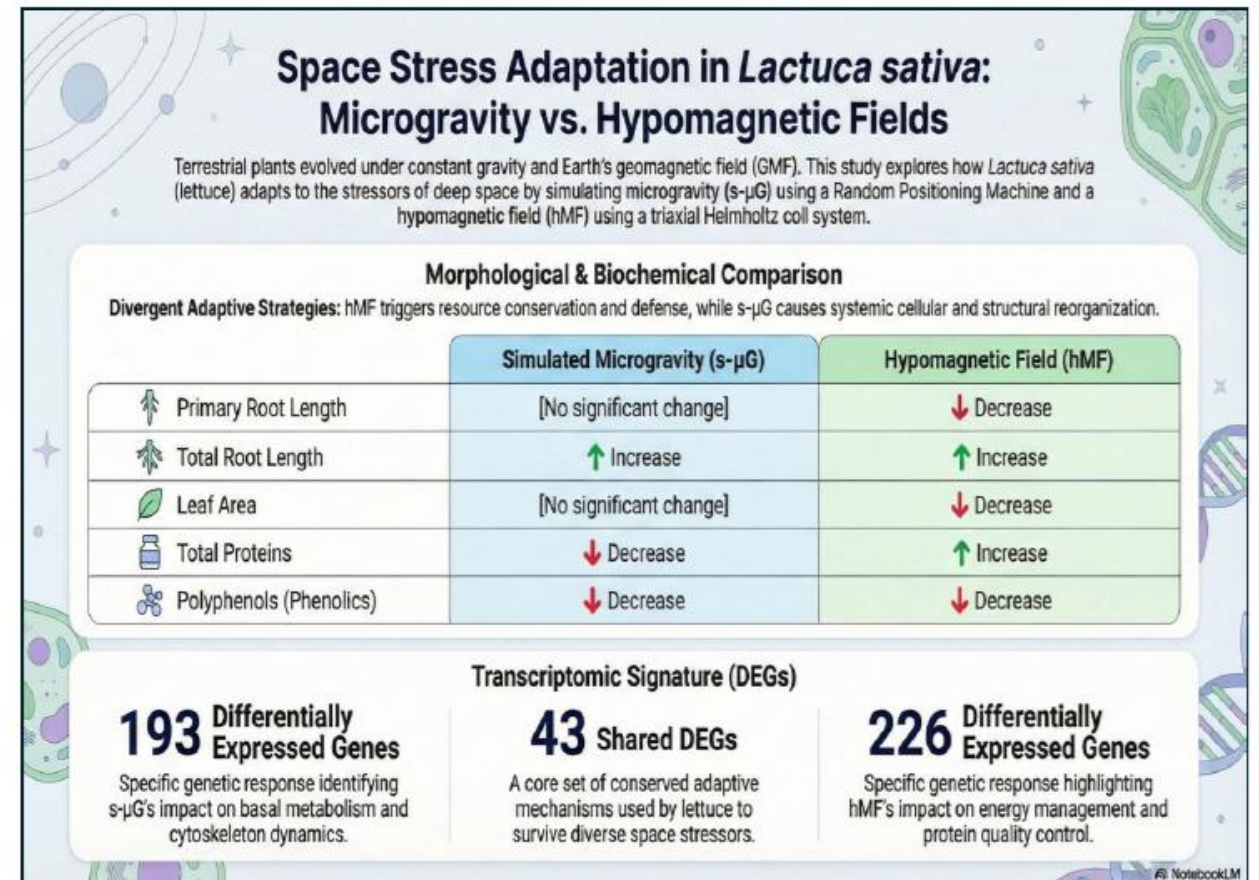 Space Stress Adaptation in Lactuca sativa:
Microgravity vs. Hypomagnetic Fields
Terrestrial plants evolved under constant gravity and Earth's geomagnetic field (GMF). This study explores how Lactuca sativa
(lettuce) adapts to the stressors of deep space by simulating microgravity (s-µG) using a Random Positioning Machine and a
hypomagnetic field (hMF) using a triaxial Helmholtz coil system.
Morphological & Biochemical Comparison
Divergent Adaptive Strategies: hMF triggers resource conservation and defense, while s-µG causes systemic cellular and structural reorganization.
Simulated Microgravity (s-µG) Hypomagnetic Field (hMF)
Primary Root Length [No significant change] ↓ Decrease
Total Root Length ↑ Increase ↑ Increase
Leaf Area [No significant change] ↓ Decrease
Total Proteins ↓ Decrease ↑ Increase
Polyphenols (Phenolics) ↓ Decrease ↓ Decrease
Transcriptomic Signature (DEGs)
193 Differentially
Expressed Genes
Specific genetic response identifying
s-µG's impact on basal metabolism and
cytoskeleton dynamics.
43 Shared DEGs
A core set of conserved adaptive
mechanisms used by lettuce to
survive diverse space stressors.
226 Differentially
Expressed Genes
Specific genetic response highlighting
hMF's impact on energy management and
protein quality control.
NotebookLM